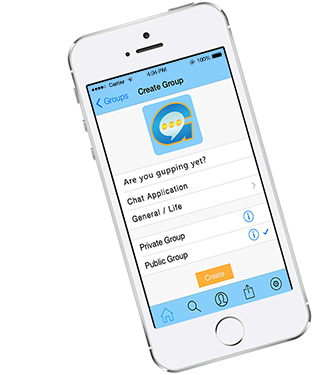 Carrier 4:34 PM 100%
Groups Create Group
G
Are you gupping yet?
Chat Application
General / Life
Private Group
Public Group
Create